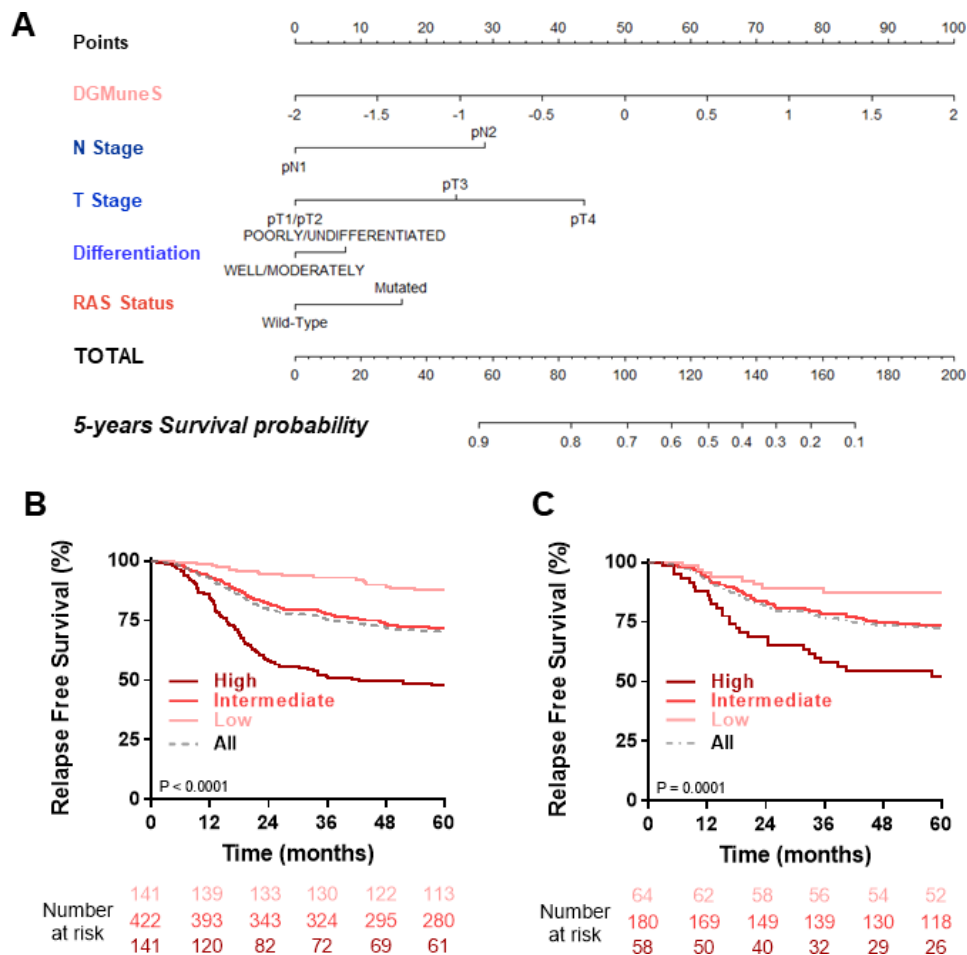 A
Points
0 10 20 30 40 50 60 70 80 90 100
DGMuneS
-2 -1.5 -1 -0.5 0 0.5 1 1.5 2
pN2
N Stage
pN1
pT3
T Stage
pT1/pT2 pT4
POORLY/UNDIFFERENTIATED
Differentiation
WELL/MODERATELY
Mutated
RAS Status
Wild-Type
TOTAL
0 20 40 60 80 100 120 140 160 180 200
5-years Survival probability
0.9 0.8 0.7 0.6 0.5 0.4 0.3 0.2 0.1
B
Relapse Free Survival (%)
100
75
50
25
0
High
Intermediate
Low
All
P < 0.0001
0 12 24 36 48 60
Time (months)
Number at risk
141 139 133 130 122 113
422 393 343 324 295 280
141 120 82 72 69 61
C
Relapse Free Survival (%)
100
75
50
25
0
High
Intermediate
Low
All
P = 0.0001
0 12 24 36 48 60
Time (months)
Number at risk
64 62 58 56 54 52
180 169 149 139 130 118
58 50 40 32 29 26